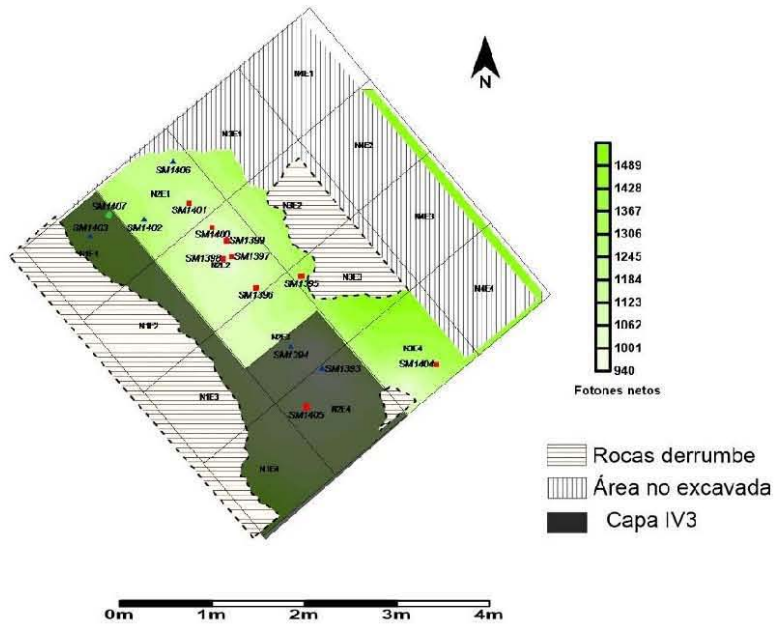 N4E1
N
N3E1
N4E2
1489
SM1406
1428
N2E1
SM1407
SM1401
N3E2
1367
SM1403
SM1402
SM1400
SM1399
N4E3
1306
N1E1
SM1398
SM1397
N2E2
1245
SM1396
SM1395
N3E3
N4E4
1184
1123
N1E2
1062
N2E3
SM1394
N3E4
1001
SM1393
SM1404
940
Fotones netos
N1E3
SM1405
N2E4
N1E4
Rocas derrumbe
Área no excavada
Capa IV3
0m 1m 2m 3m 4m